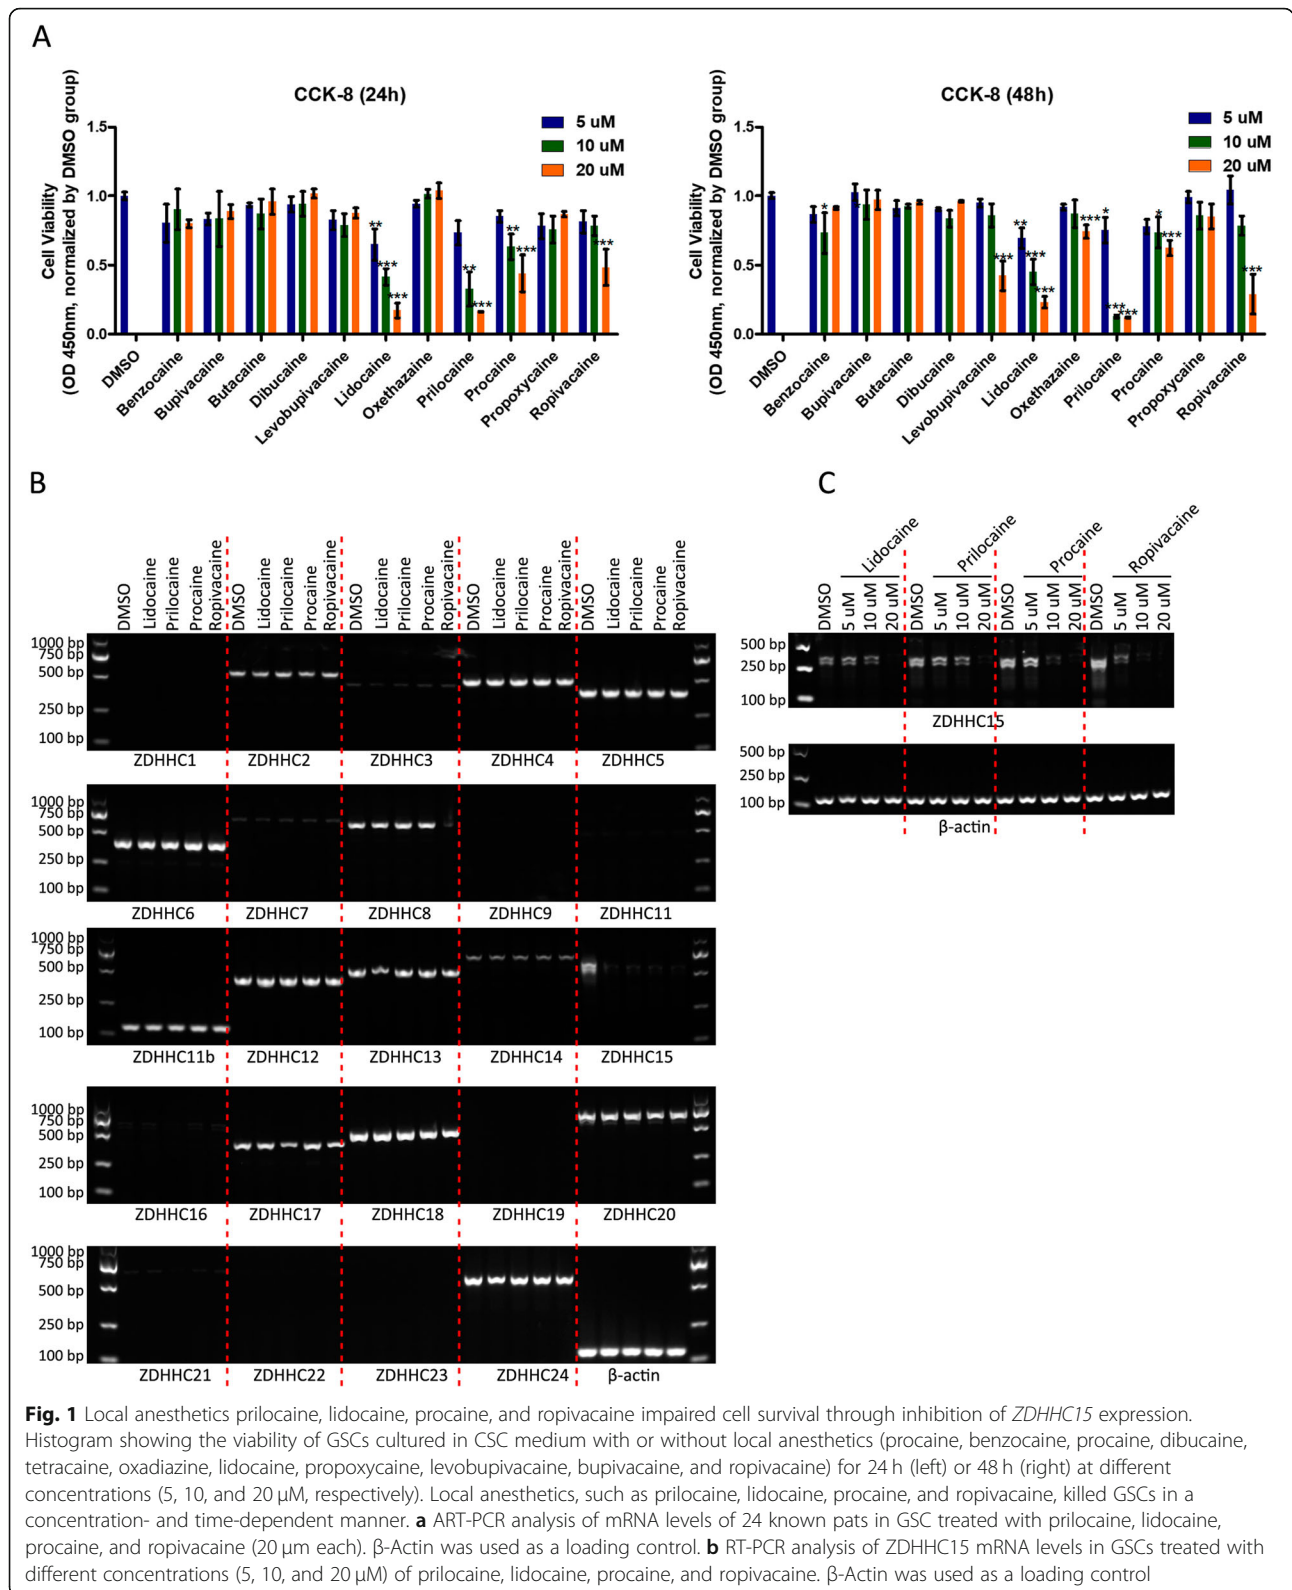 A
CCK-8 (24h)
5 uM
10 uM
20 uM
Cell Viability
(OD 450nm, normalized by DMSO group)
1.5
1.0
0.5
0.0
** *** *** ** *** ** *** ***
DMSO
Benzocaine
Bupivacaine
Butacaine
Dibucaine
Levobupivacaine
Lidocaine
Oxethazaine
Prilocaine
Procaine
Propoxycaine
Ropivacaine
CCK-8 (48h)
5 uM
10 uM
20 uM
Cell Viability
(OD 450nm, normalized by DMSO group)
1.5
1.0
0.5
0.0
* * *** ** *** *** *** * *** *** * *** ***
DMSO
Benzocaine
Bupivacaine
Butacaine
Dibucaine
Levobupivacaine
Lidocaine
Oxethazaine
Prilocaine
Procaine
Propoxycaine
Ropivacaine
B
DMSO Lidocaine Prilocaine Procaine Ropivacaine DMSO Lidocaine Prilocaine Procaine Ropivacaine DMSO Lidocaine Prilocaine Procaine Ropivacaine DMSO Lidocaine Prilocaine Procaine Ropivacaine DMSO Lidocaine Prilocaine Procaine Ropivacaine
1000 bp
750 bp
500 bp
250 bp
100 bp
ZDHHC1 ZDHHC2 ZDHHC3 ZDHHC4 ZDHHC5
1000 bp
750 bp
500 bp
250 bp
100 bp
ZDHHC6 ZDHHC7 ZDHHC8 ZDHHC9 ZDHHC11
1000 bp
750 bp
500 bp
250 bp
100 bp
ZDHHC11b ZDHHC12 ZDHHC13 ZDHHC14 ZDHHC15
1000 bp
750 bp
500 bp
250 bp
100 bp
ZDHHC16 ZDHHC17 ZDHHC18 ZDHHC19 ZDHHC20
1000 bp
750 bp
500 bp
250 bp
100 bp
ZDHHC21 ZDHHC22 ZDHHC23 ZDHHC24 β-actin
C
Lidocaine Prilocaine Procaine Ropivacaine
DMSO 5 uM 10 uM 20 uM DMSO 5 uM 10 uM 20 uM DMSO 5 uM 10 uM 20 uM DMSO 5 uM 10 uM 20 uM
500 bp
250 bp
100 bp
ZDHHC15
500 bp
250 bp
100 bp
β-actin
Fig. 1 Local anesthetics prilocaine, lidocaine, procaine, and ropivacaine impaired cell survival through inhibition of ZDHHC15 expression.
Histogram showing the viability of GSCs cultured in CSC medium with or without local anesthetics (procaine, benzocaine, procaine, dibucaine,
tetracaine, oxadiazine, lidocaine, propoxycaine, levobupivacaine, bupivacaine, and ropivacaine) for 24 h (left) or 48 h (right) at different
concentrations (5, 10, and 20 μM, respectively). Local anesthetics, such as prilocaine, lidocaine, procaine, and ropivacaine, killed GSCs in a
concentration- and time-dependent manner. a ART-PCR analysis of mRNA levels of 24 known pats in GSC treated with prilocaine, lidocaine,
procaine, and ropivacaine (20 μm each). β-Actin was used as a loading control. b RT-PCR analysis of ZDHHC15 mRNA levels in GSCs treated with
different concentrations (5, 10, and 20 μM) of prilocaine, lidocaine, procaine, and ropivacaine. β-Actin was used as a loading control